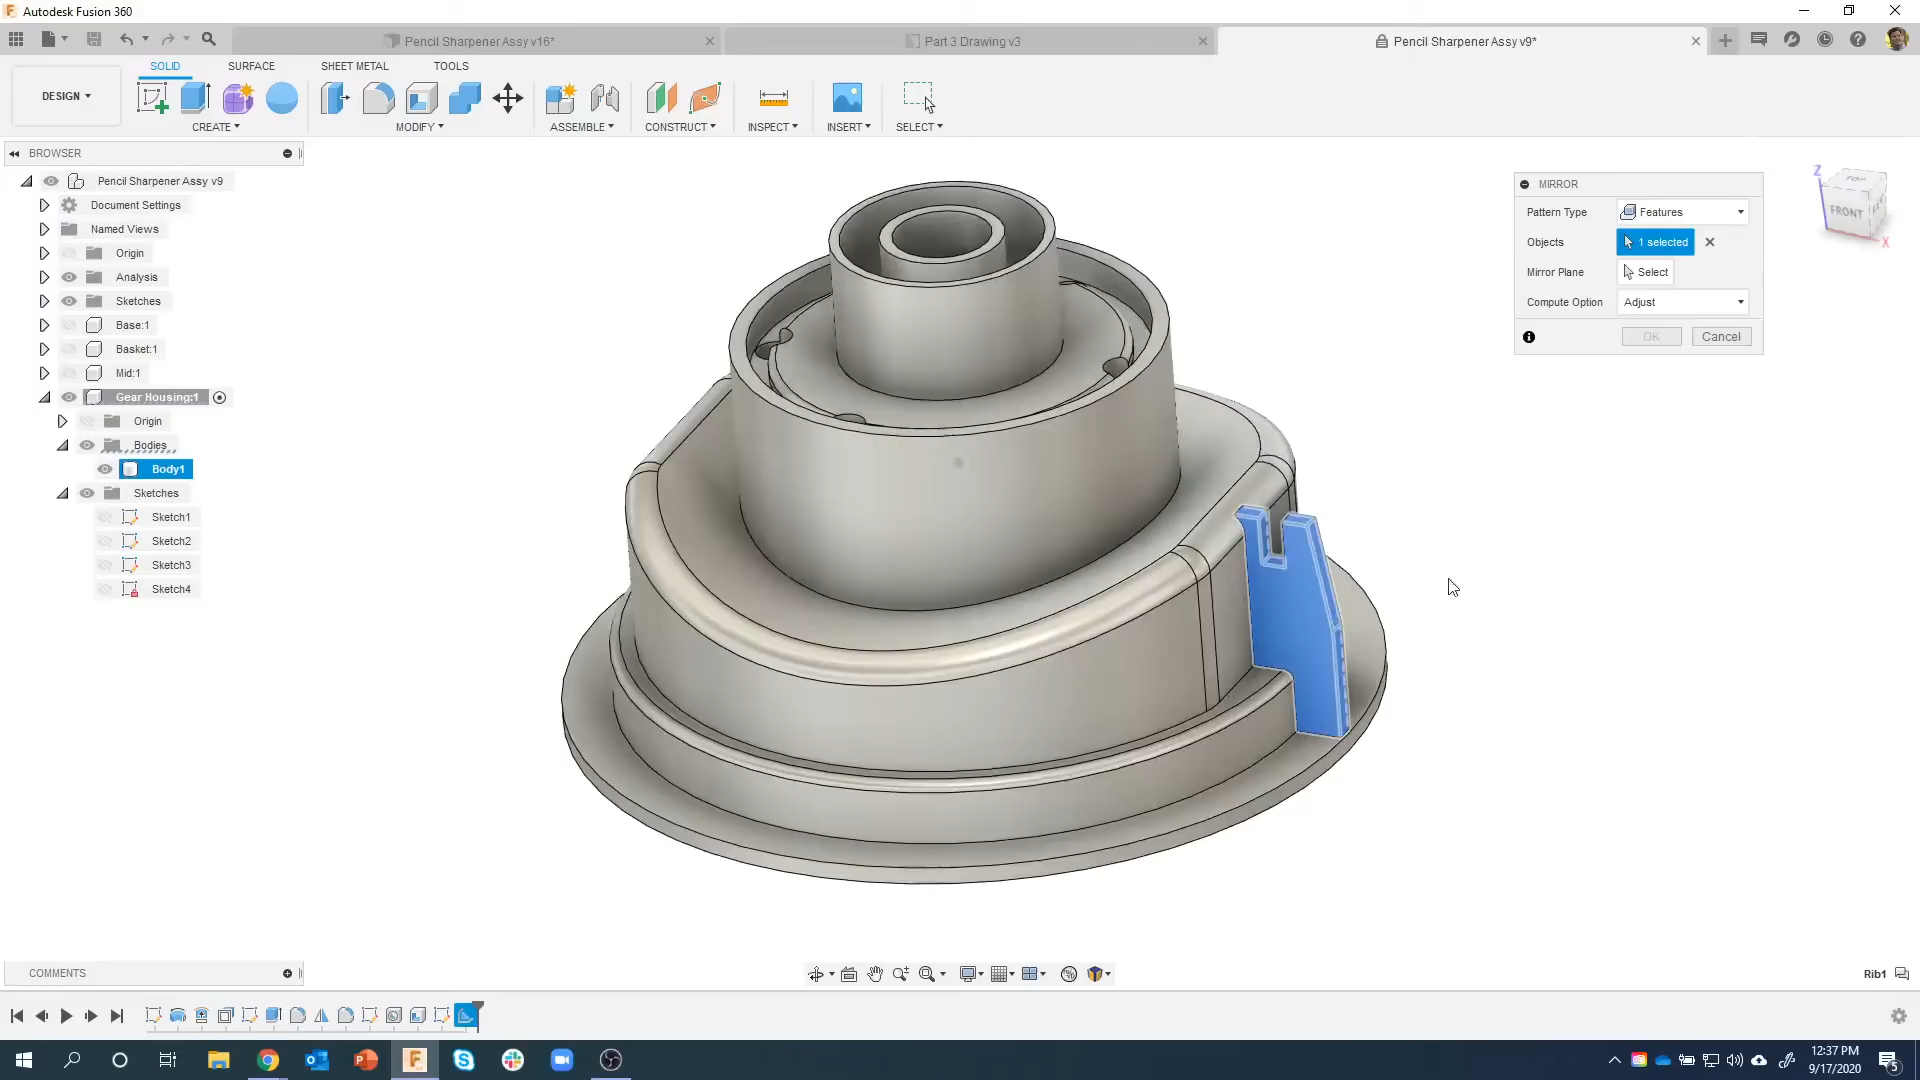 Autodesk Fusion 360
Pencil Sharpener Assy v16*
Part 3 Drawing v3
Pencil Sharpener Assy v9*
DESIGN
SOLID
SURFACE
SHEET METAL
TOOLS
CREATE
MODIFY
ASSEMBLE
CONSTRUCT
INSPECT
INSERT
SELECT
BROWSER
Pencil Sharpener Assy v9
Document Settings
Named Views
Origin
Analysis
Sketches
Base:1
Basket:1
Mid:1
Gear Housing:1
Origin
Bodies
Body1
Sketches
Sketch1
Sketch2
Sketch3
Sketch4
MIRROR
Pattern Type
Features
Objects
1 selected
Mirror Plane
Select
Compute Option
Adjust
OK
Cancel
Z
TOP
FRONT
X
COMMENTS
Rib1
12:37 PM
9/17/2020
5